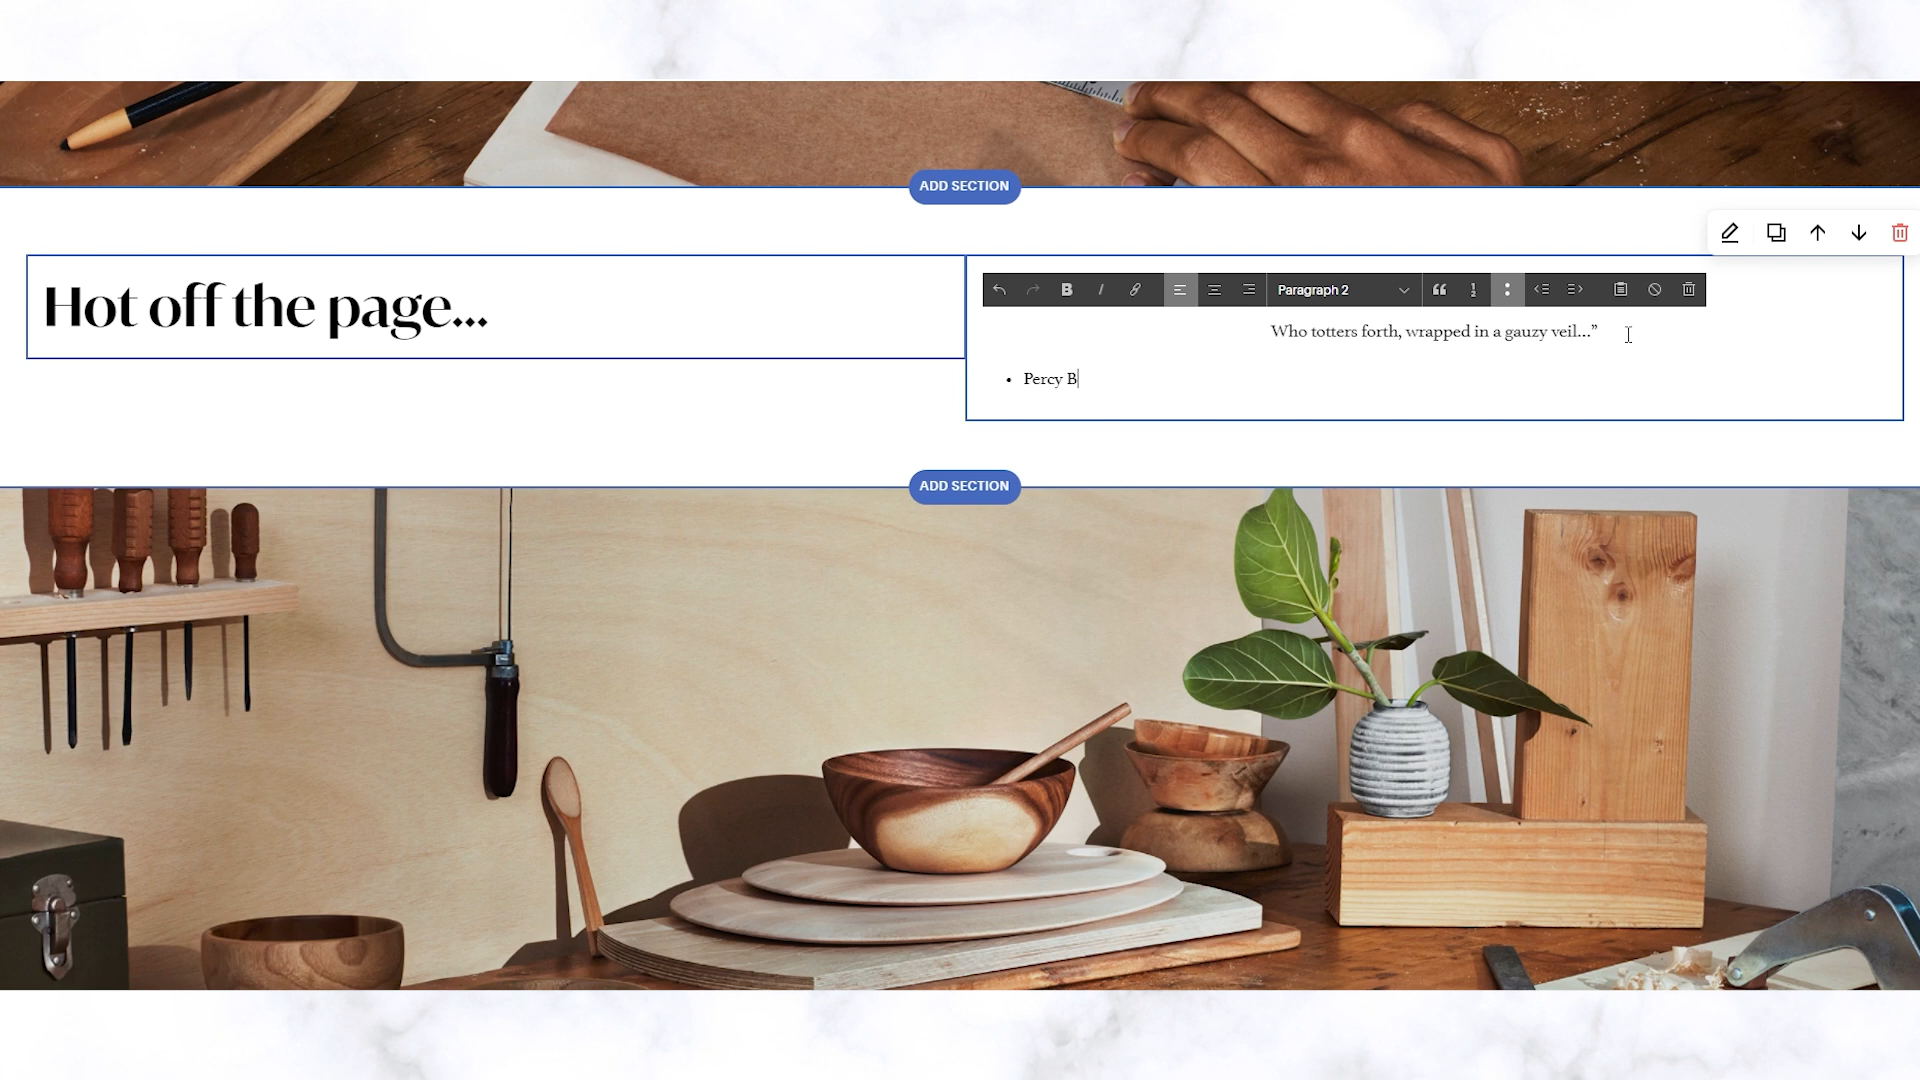 ADD SECTION
Hot off the page...
Paragraph 2
Who totters forth, wrapped in a gauzy veil...”
• Percy B
ADD SECTION